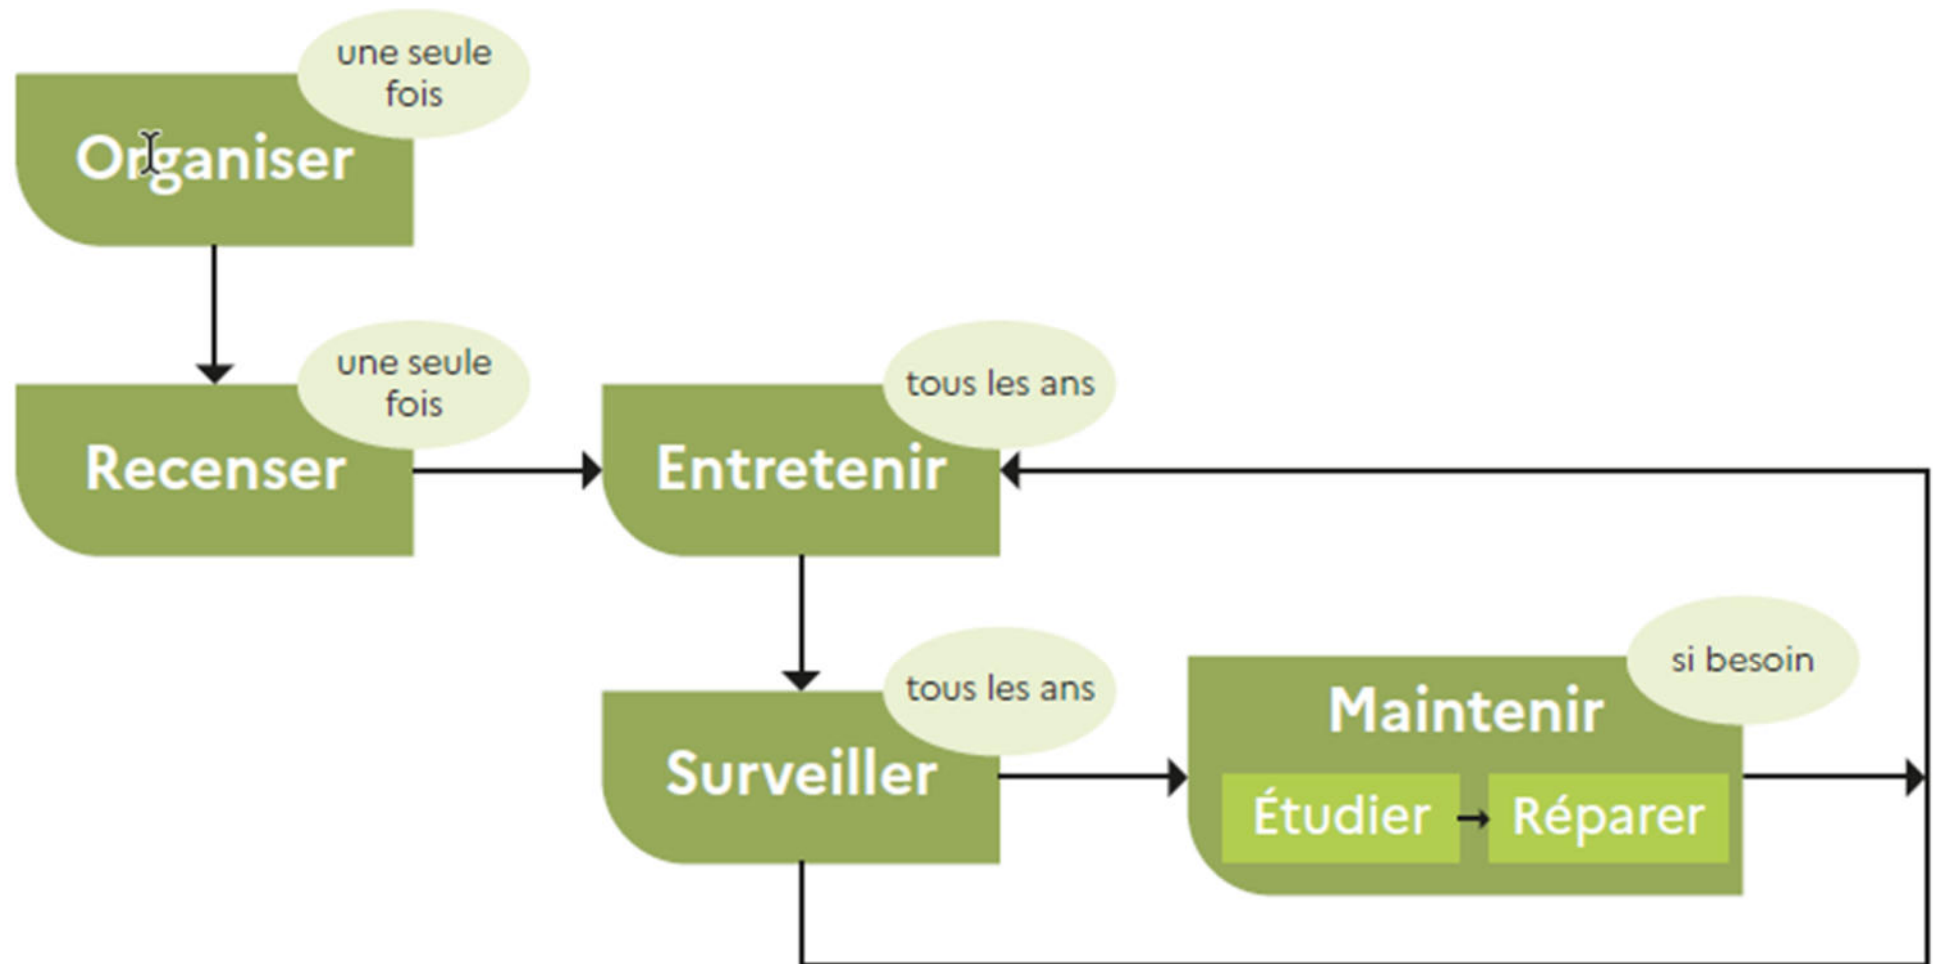 une seule
fois
Organiser
une seule
fois
Recenser
tous les ans
Entretenir
tous les ans
Surveiller
si besoin
Maintenir
Étudier
Réparer